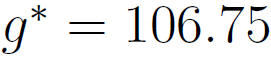 g* = 106.75